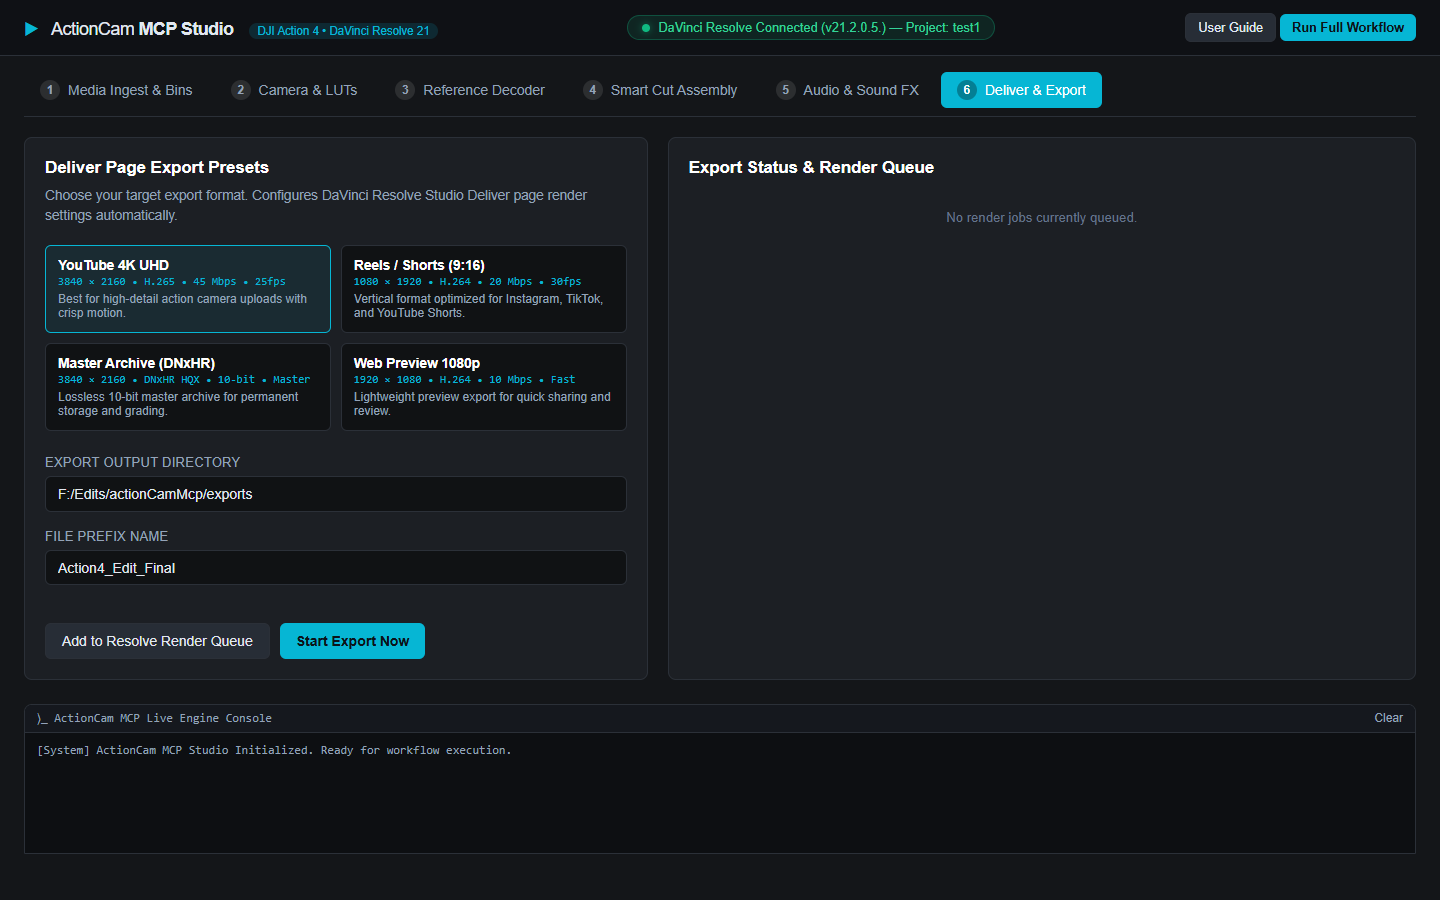 ActionCam MCP Studio
DJI Action 4 • DaVinci Resolve 21
DaVinci Resolve Connected (v21.2.0.5.) — Project: test1
User Guide
Run Full Workflow
1 Media Ingest & Bins
2 Camera & LUTs
3 Reference Decoder
4 Smart Cut Assembly
5 Audio & Sound FX
6 Deliver & Export
Deliver Page Export Presets
Choose your target export format. Configures DaVinci Resolve Studio Deliver page render
settings automatically.
YouTube 4K UHD
3840 × 2160 • H.265 • 45 Mbps • 25fps
Best for high-detail action camera uploads with
crisp motion.
Reels / Shorts (9:16)
1080 × 1920 • H.264 • 20 Mbps • 30fps
Vertical format optimized for Instagram, TikTok,
and YouTube Shorts.
Master Archive (DNxHR)
3840 × 2160 • DNxHR HQX • 10-bit • Master
Lossless 10-bit master archive for permanent
storage and grading.
Web Preview 1080p
1920 × 1080 • H.264 • 10 Mbps • Fast
Lightweight preview export for quick sharing and
review.
EXPORT OUTPUT DIRECTORY
F:/Edits/actionCamMcp/exports
FILE PREFIX NAME
Action4_Edit_Final
Add to Resolve Render Queue
Start Export Now
Export Status & Render Queue
No render jobs currently queued.
⟩_ ActionCam MCP Live Engine Console
Clear
[System] ActionCam MCP Studio Initialized. Ready for workflow execution.